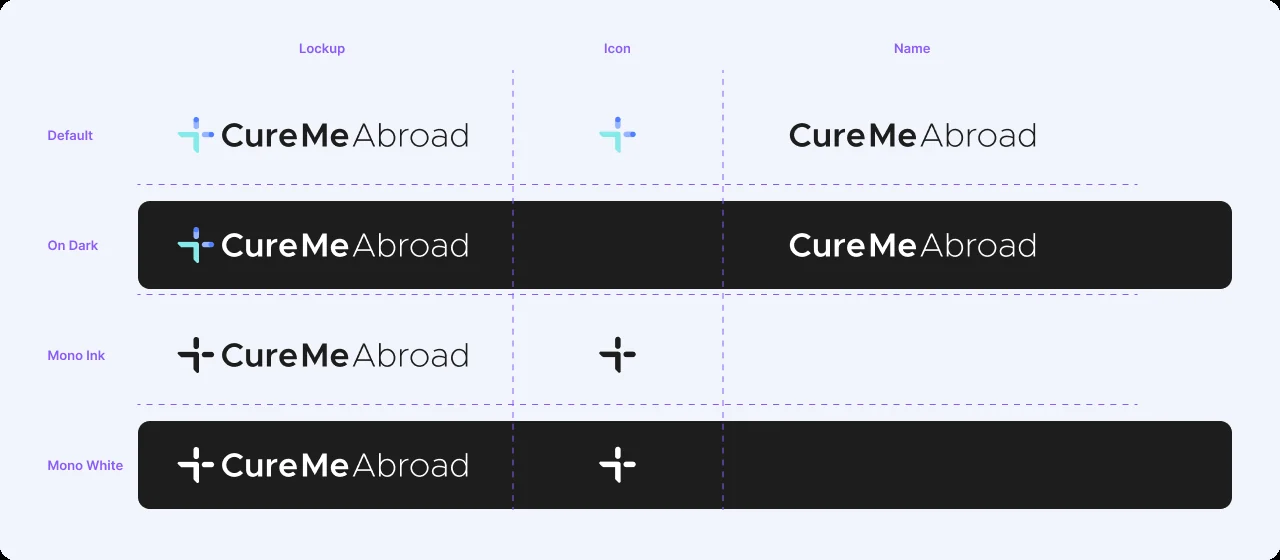 Lockup Icon Name
Default CureMeAbroad CureMeAbroad
On Dark CureMeAbroad CureMeAbroad
Mono Ink CureMeAbroad
Mono White CureMeAbroad